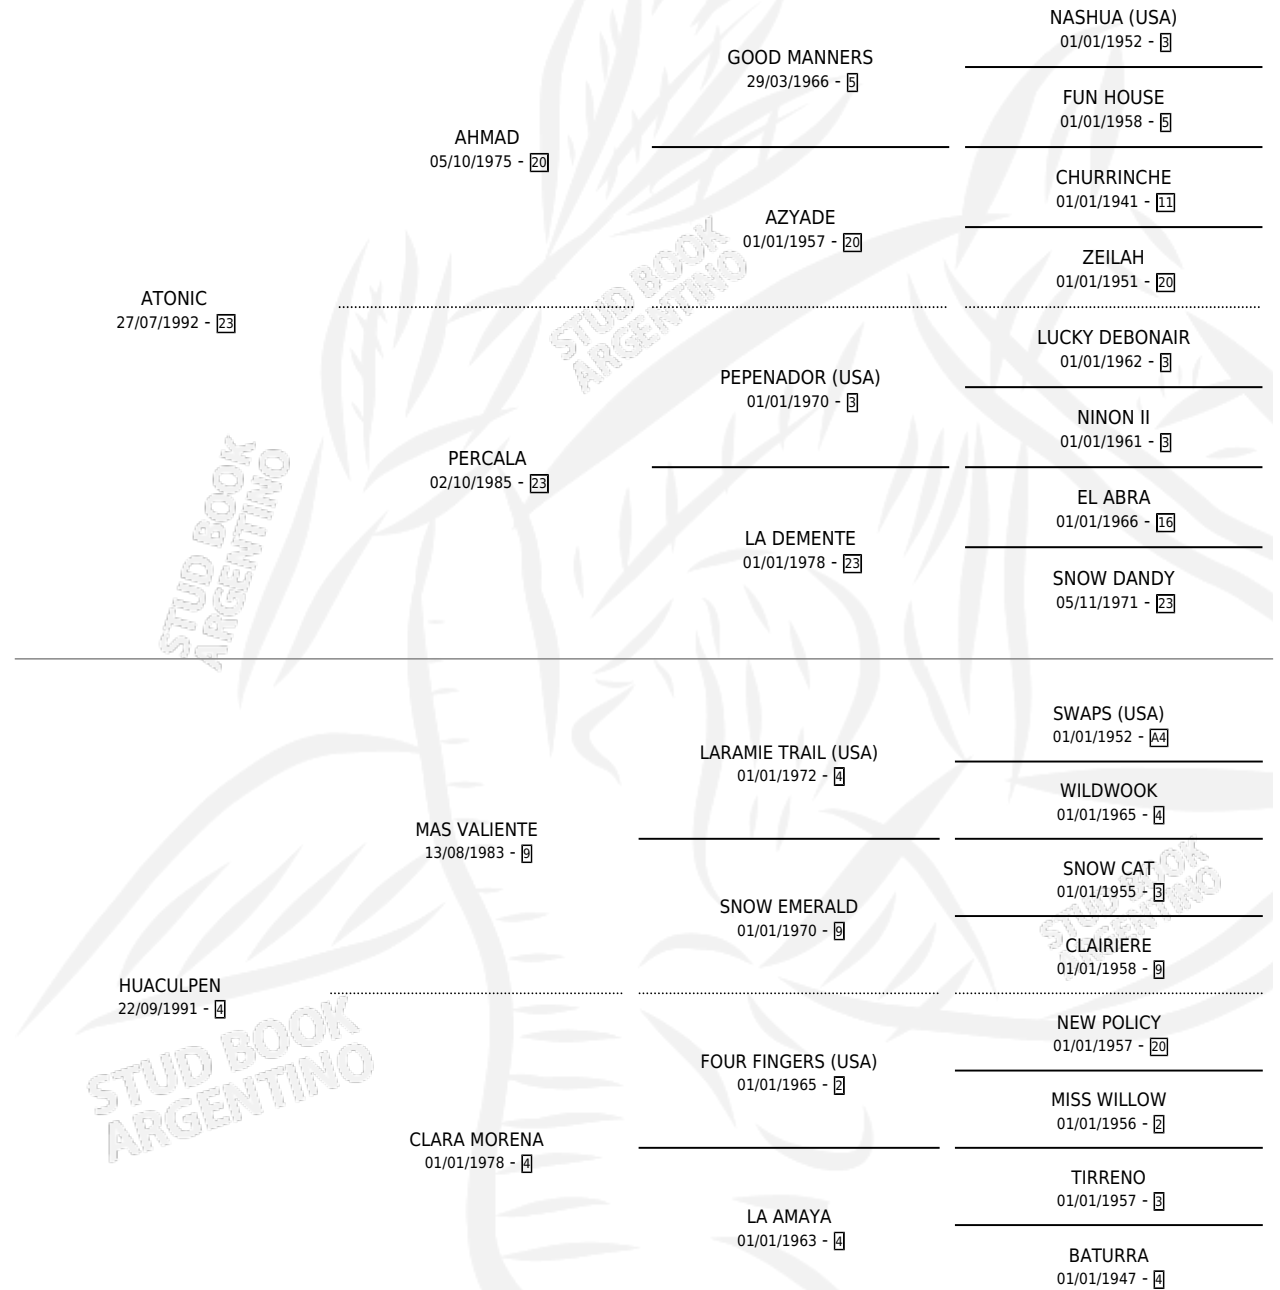 ATONIC
27/07/1992 - 23
AHMAD
05/10/1975 - 20
GOOD MANNERS
29/03/1966 - 5
NASHUA (USA)
01/01/1952 - 3
FUN HOUSE
01/01/1958 - 5
AZYADE
01/01/1957 - 20
CHURRINCHE
01/01/1941 - 11
ZEILAH
01/01/1951 - 20
PERCALA
02/10/1985 - 23
PEPENADOR (USA)
01/01/1970 - 3
LUCKY DEBONAIR
01/01/1962 - 3
NINON II
01/01/1961 - 3
LA DEMENTE
01/01/1978 - 23
EL ABRA
01/01/1966 - 16
SNOW DANDY
05/11/1971 - 23
HUACULPEN
22/09/1991 - 4
MAS VALIENTE
13/08/1983 - 9
LARAMIE TRAIL (USA)
01/01/1972 - 4
SWAPS (USA)
01/01/1952 - A4
WILDWOOK
01/01/1965 - 4
SNOW EMERALD
01/01/1970 - 9
SNOW CAT
01/01/1955 - 3
CLAIRIERE
01/01/1958 - 9
CLARA MORENA
01/01/1978 - 4
FOUR FINGERS (USA)
01/01/1965 - 2
NEW POLICY
01/01/1957 - 20
MISS WILLOW
01/01/1956 - 2
LA AMAYA
01/01/1963 - 4
TIRRENO
01/01/1957 - 3
BATURRA
01/01/1947 - 4
STUD BOOK
ARGENTINO
STUD BOOK
ARGENTINO
STUD BOOK
ARGENTINO
STUD BOOK
ARGENTINO